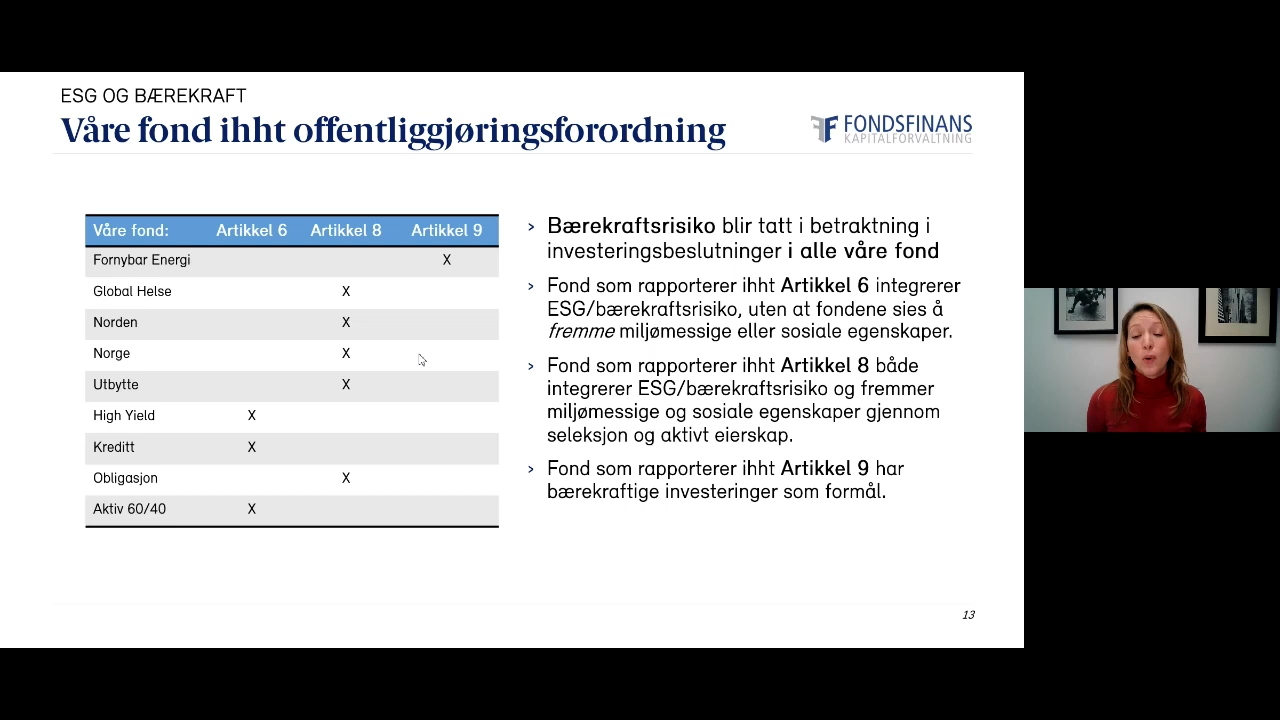 ESG OG BÆREKRAFT
Våre fond ihht offentliggjøringsforordning
FONDSFINANS
KAPITALFORVALTNING
Våre fond: Artikkel 6 Artikkel 8 Artikkel 9
Fornybar Energi X
Global Helse X
Norden X
Norge X
Utbytte X
High Yield X
Kreditt X
Obligasjon X
Aktiv 60/40 X
› Bærekraftsrisiko blir tatt i betraktning i
investeringsbeslutninger i alle våre fond
› Fond som rapporterer ihht Artikkel 6 integrerer
ESG/bærekraftsrisiko, uten at fondene sies å
fremme miljømessige eller sosiale egenskaper.
› Fond som rapporterer ihht Artikkel 8 både
integrerer ESG/bærekraftsrisiko og fremmer
miljømessige og sosiale egenskaper gjennom
seleksjon og aktivt eierskap.
› Fond som rapporterer ihht Artikkel 9 har
bærekraftige investeringer som formål.
13